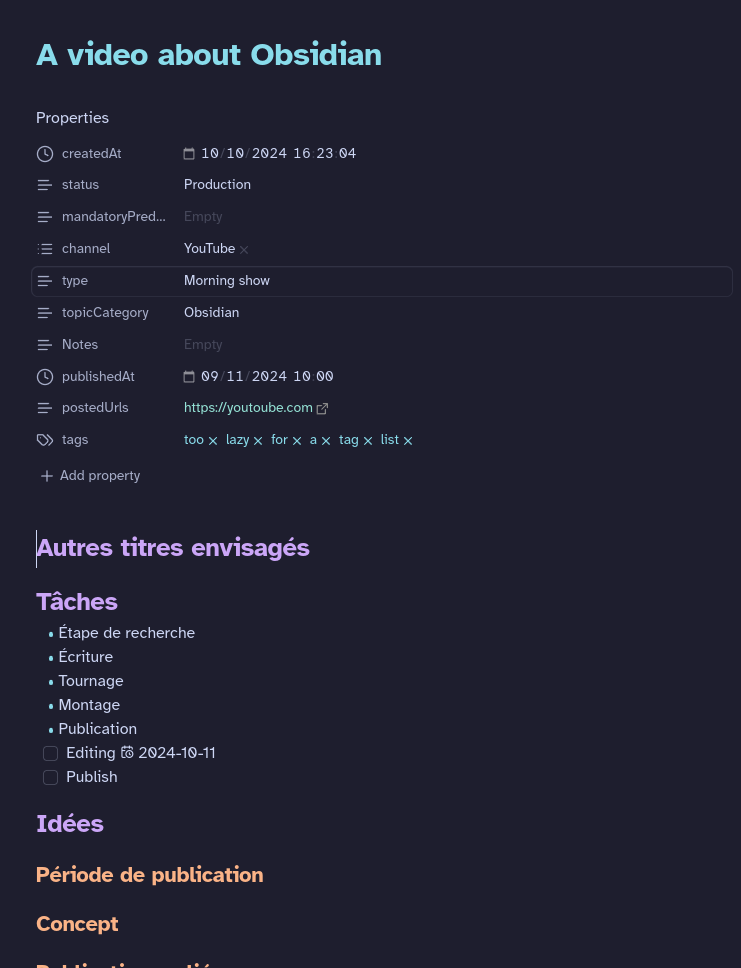 A video about Obsidian
Properties
createdAt 10/10/2024 16:23:04
status Production
mandatoryPred... Empty
channel YouTube ×
type Morning show
topicCategory Obsidian
Notes Empty
publishedAt 09/11/2024 10:00
postedUrls https://youtoube.com
tags too × lazy × for × a × tag × list ×
+ Add property
Autres titres envisagés
Tâches
• Étape de recherche
• Écriture
• Tournage
• Montage
• Publication
Editing ⏰ 2024-10-11
Publish
Idées
Période de publication
Concept